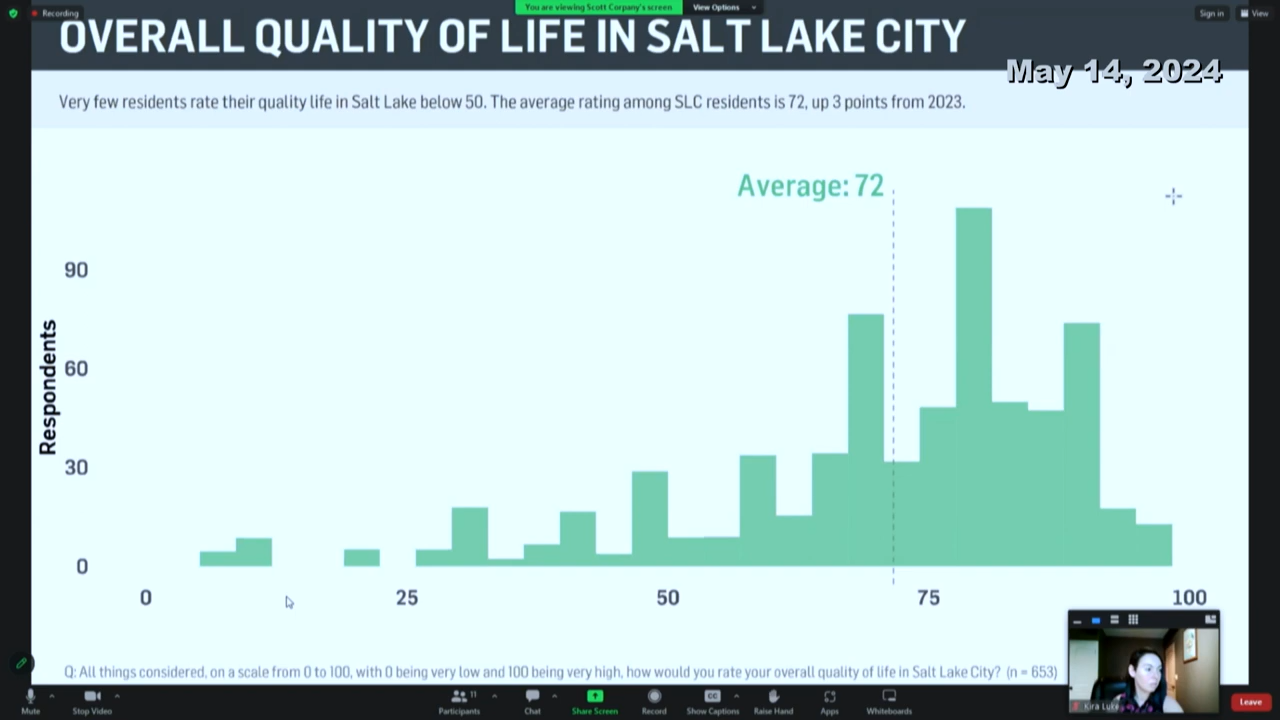 Recording
You are viewing Scott Corpany's screen
View Options
Sign in
View
OVERALL QUALITY OF LIFE IN SALT LAKE CITY
May 14, 2024
Very few residents rate their quality life in Salt Lake below 50. The average rating among SLC residents is 72, up 3 points from 2023.
Average: 72
Respondents
90
60
30
0
0 25 50 75 100
Q: All things considered, on a scale from 0 to 100, with 0 being very low and 100 being very high, how would you rate your overall quality of life in Salt Lake City? (n = 653)
Kira Luke
Mute
Stop Video
Participants
11
Chat
Share Screen
Record
CC
Show Captions
Raise Hand
Apps
Whiteboards
Leave